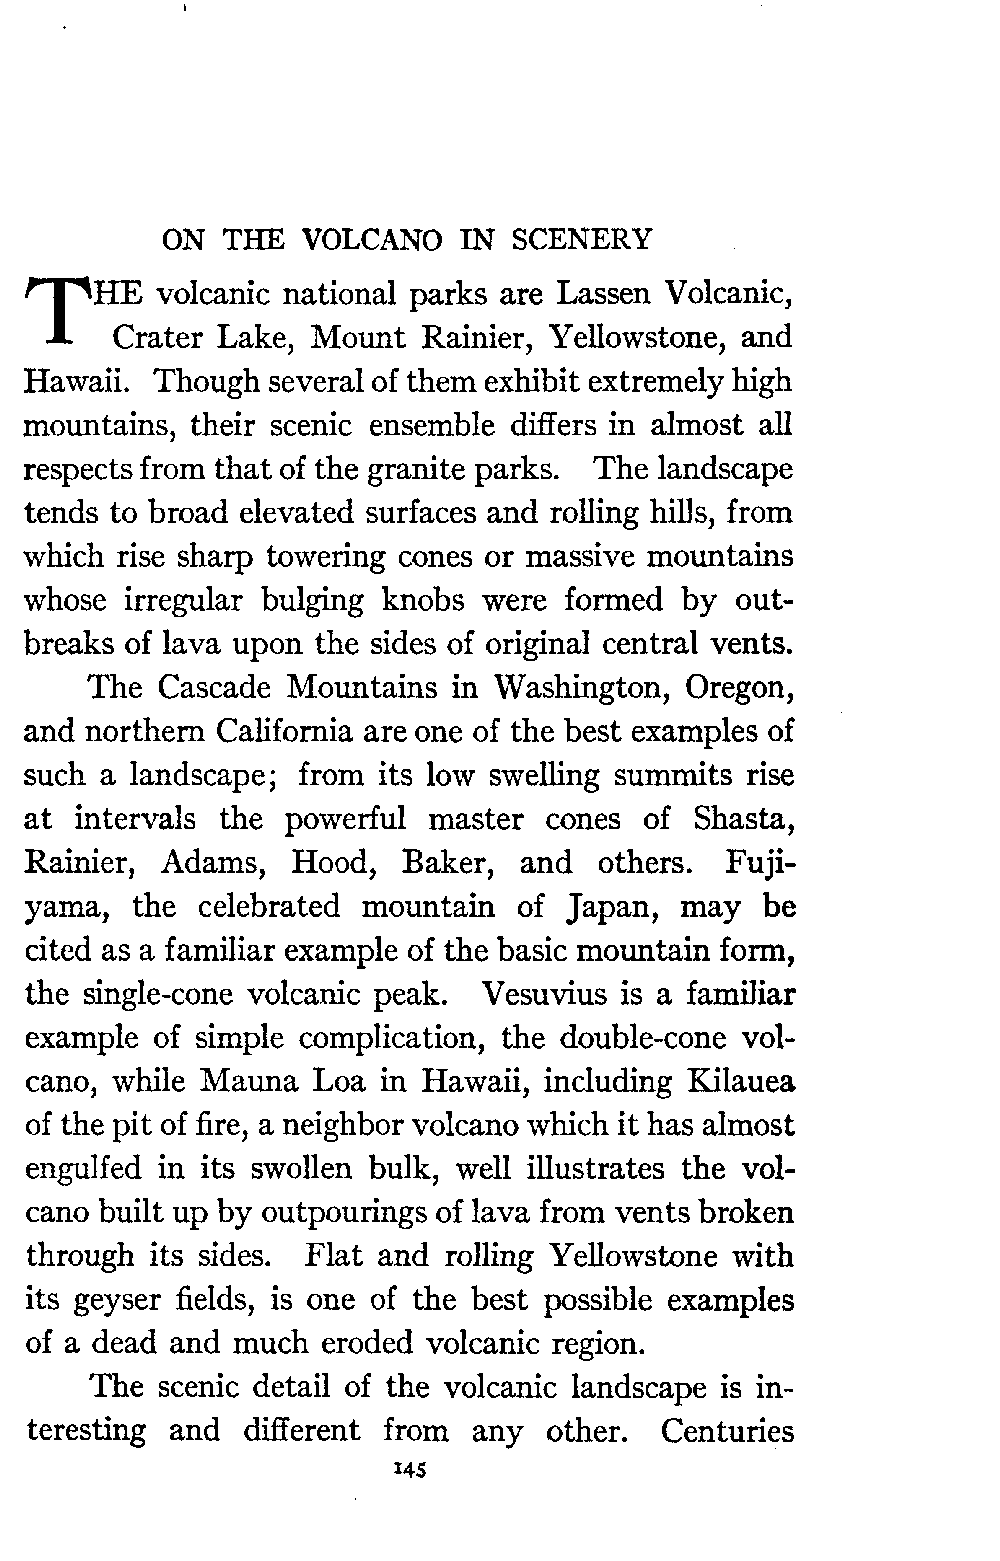 ON THE VOLCANO IN SCENERY
THE volcanic national parks are Lassen Volcanic,
Crater Lake, Mount Rainier, Yellowstone, and
Hawaii. Though several of them exhibit extremely high
mountains, their scenic ensemble differs in almost all
respects from that of the granite parks. The landscape
tends to broad elevated surfaces and rolling hills, from
which rise sharp towering cones or massive mountains
whose irregular bulging knobs were formed by out-
breaks of lava upon the sides of original central vents.
The Cascade Mountains in Washington, Oregon,
and northern California are one of the best examples of
such a landscape; from its low swelling summits rise
at intervals the powerful master cones of Shasta,
Rainier, Adams, Hood, Baker, and others. Fuji-
yama, the celebrated mountain of Japan, may be
cited as a familiar example of the basic mountain form,
the single-cone volcanic peak. Vesuvius is a familiar
example of simple complication, the double-cone vol-
cano, while Mauna Loa in Hawaii, including Kilauea
of the pit of fire, a neighbor volcano which it has almost
engulfed in its swollen bulk, well illustrates the vol-
cano built up by outpourings of lava from vents broken
through its sides. Flat and rolling Yellowstone with
its geyser fields, is one of the best possible examples
of a dead and much eroded volcanic region.
The scenic detail of the volcanic landscape is in-
teresting and different from any other. Centuries
145